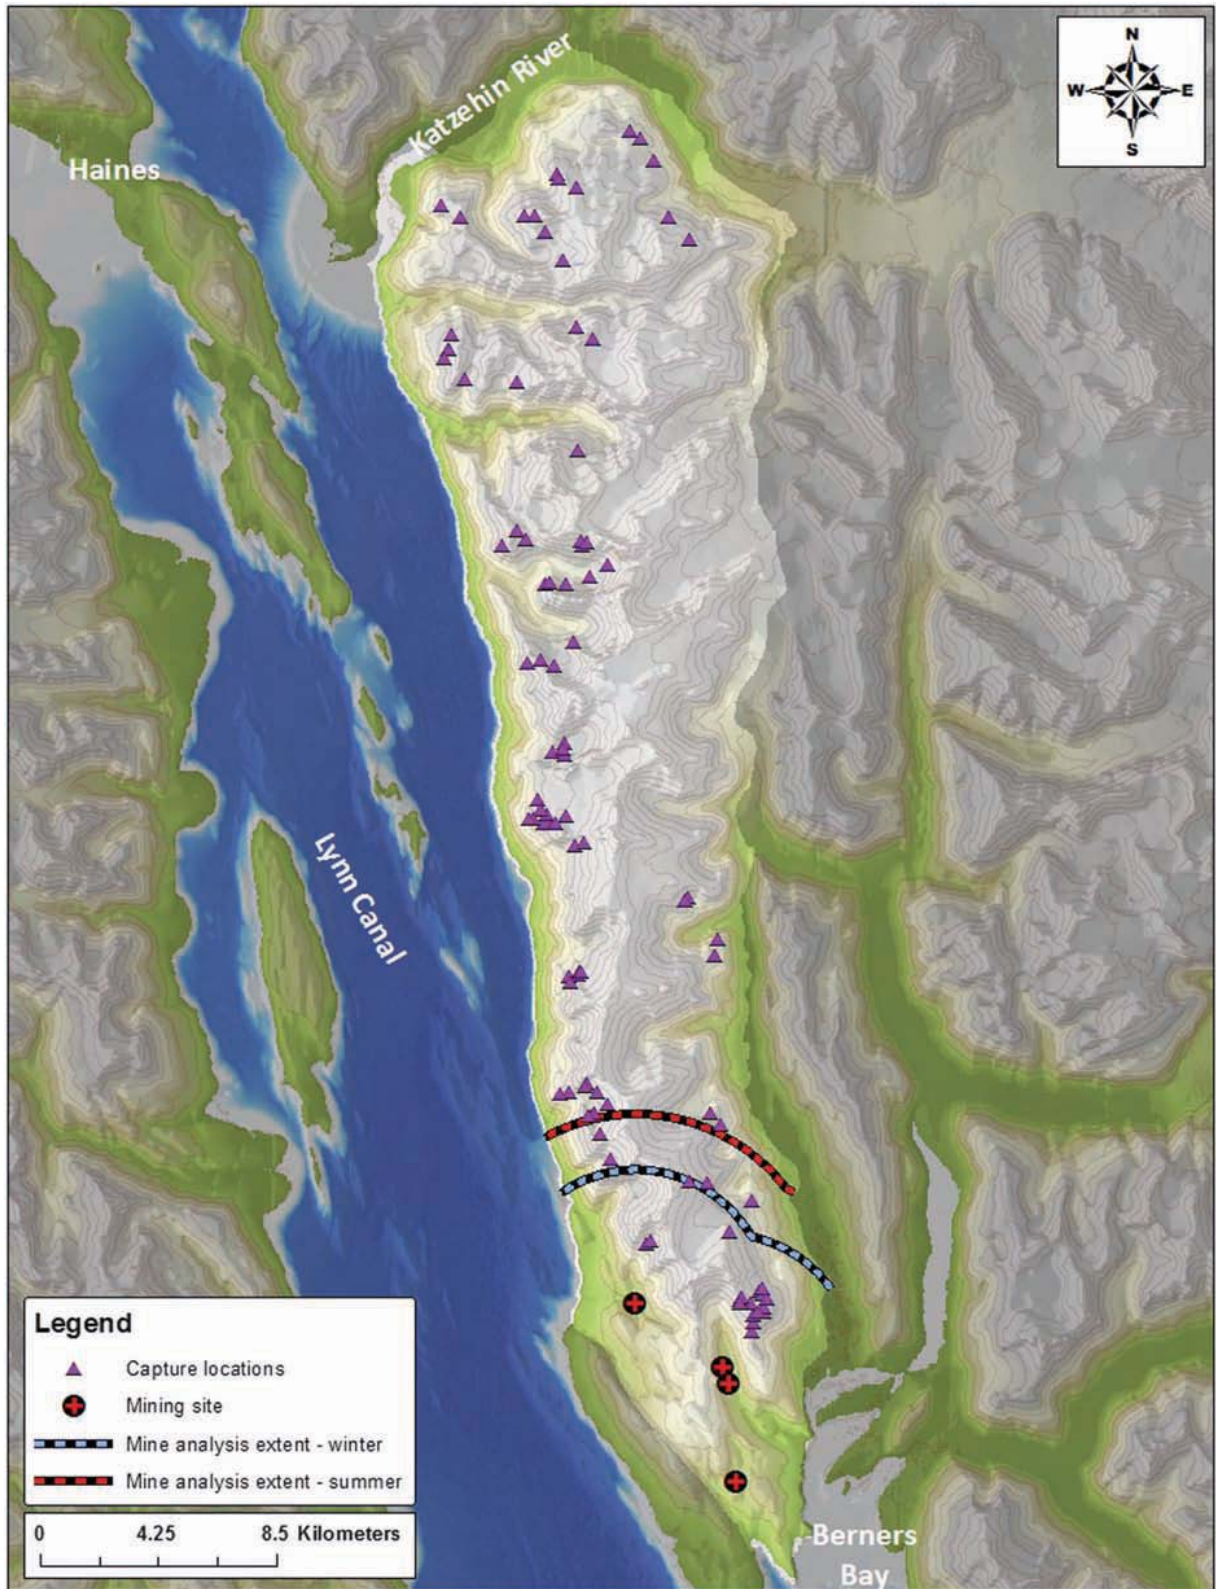 N
W E
S
Katzehin River
Haines
Lynn Canal
Legend
Capture locations
Mining site
Mine analysis extent - winter
Mine analysis extent - summer
0 4.25 8.5 Kilometers
Berners
Bay